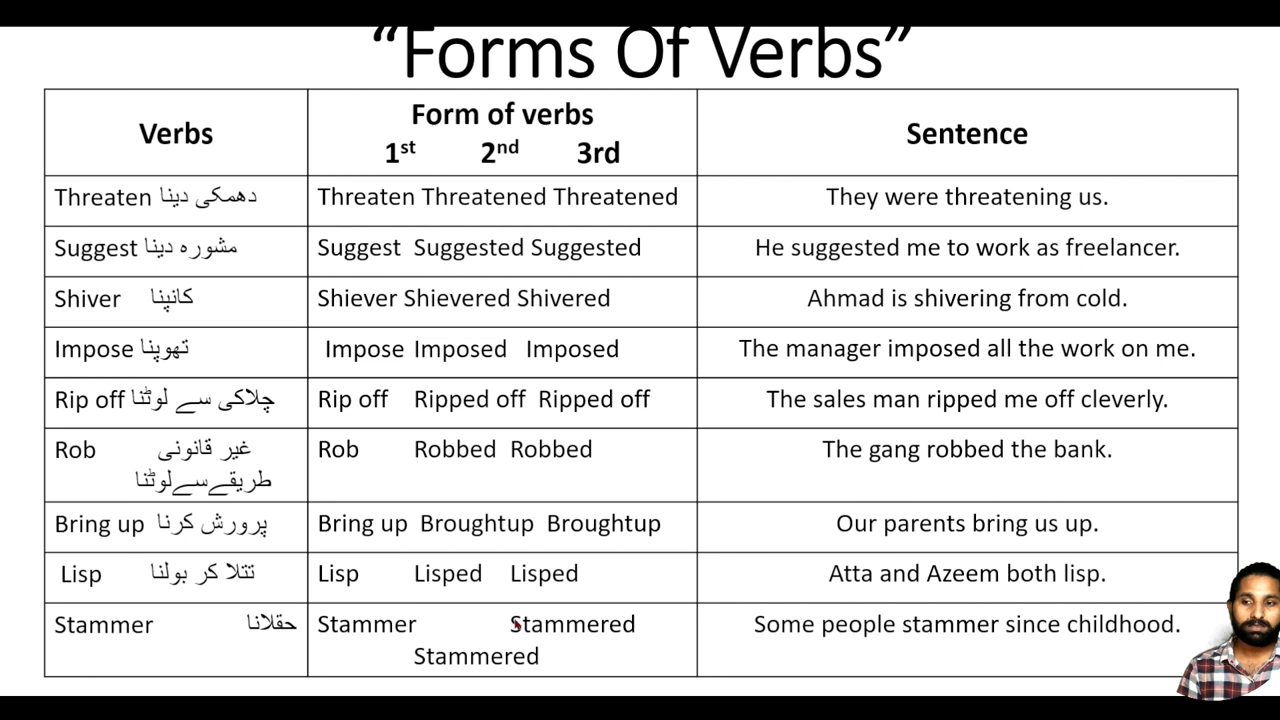 “Forms Of Verbs”
Verbs
Form of verbs
1st 2nd 3rd
Sentence
Threaten دھمکی دینا
Threaten Threatened Threatened
They were threatening us.
Suggest مشورہ دینا
Suggest Suggested Suggested
He suggested me to work as freelancer.
Shiver کانپنا
Shiever Shievered Shivered
Ahmad is shivering from cold.
Impose تھوپنا
Impose Imposed Imposed
The manager imposed all the work on me.
Rip off چلاکی سے لوٹنا
Rip off Ripped off Ripped off
The sales man ripped me off cleverly.
Rob غیر قانونی
طریقےسےلوٹنا
Rob Robbed Robbed
The gang robbed the bank.
Bring up پرورش کرنا
Bring up Broughtup Broughtup
Our parents bring us up.
Lisp تتلا کر بولنا
Lisp Lisped Lisped
Atta and Azeem both lisp.
Stammer حقلانا
Stammer Stammered
Stammered
Some people stammer since childhood.